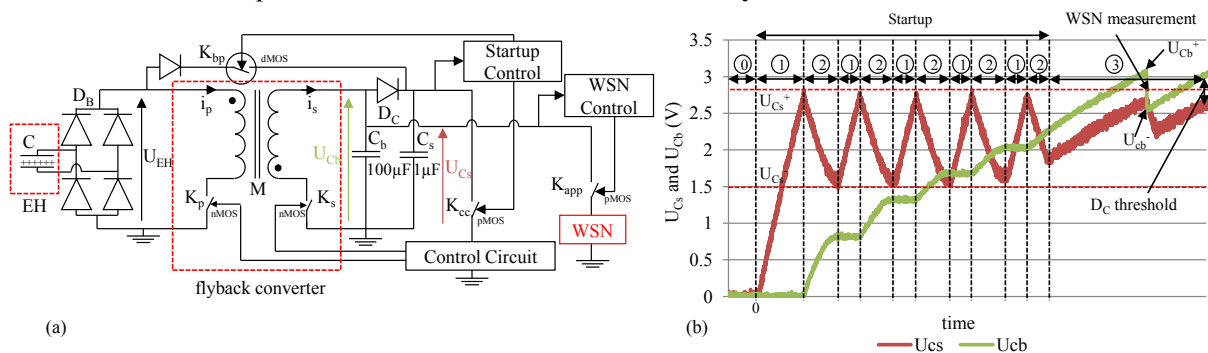 K_bp
dMOS
Startup
Control
WSN
Control
D_B
i_p
i_s
D_C
C
EH
U_EH
M
U_Cb
C_b
100µF
C_s
1µF
U_Cs
K_p
nMOS
K_s
nMOS
K_cc
pMOS
K_app
pMOS
WSN
Control Circuit
flyback converter
(a)
Startup
WSN measurement
U_Cs and U_Cb (V)
3.5
3
2.5
2
1.5
1
0.5
0
⓪ ① ② ① ② ① ② ① ② ① ② ③
U_Cs+
U_Cs-
U_Cb+
U_cb-
D_C threshold
0
time
(b)
Ucs Ucb